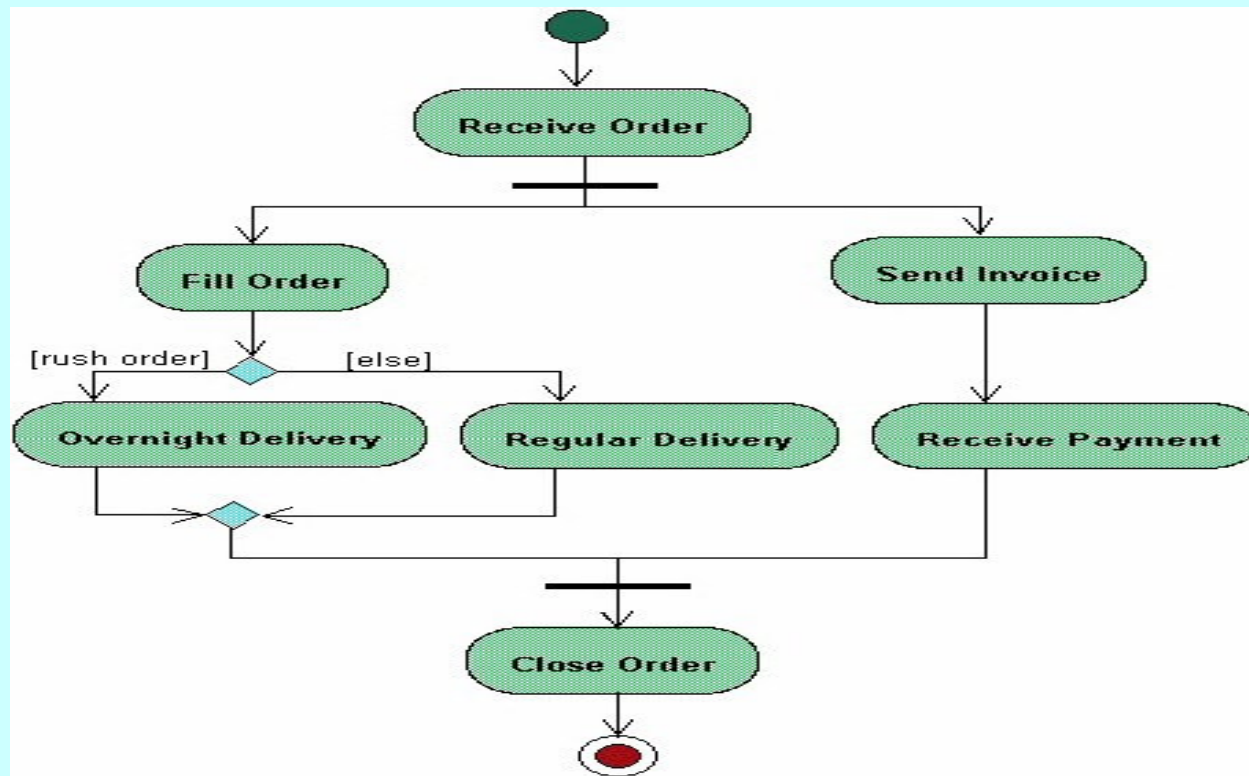 Receive Order
Fill Order
Send Invoice
[rush order]
[else]
Overnight Delivery
Regular Delivery
Receive Payment
Close Order